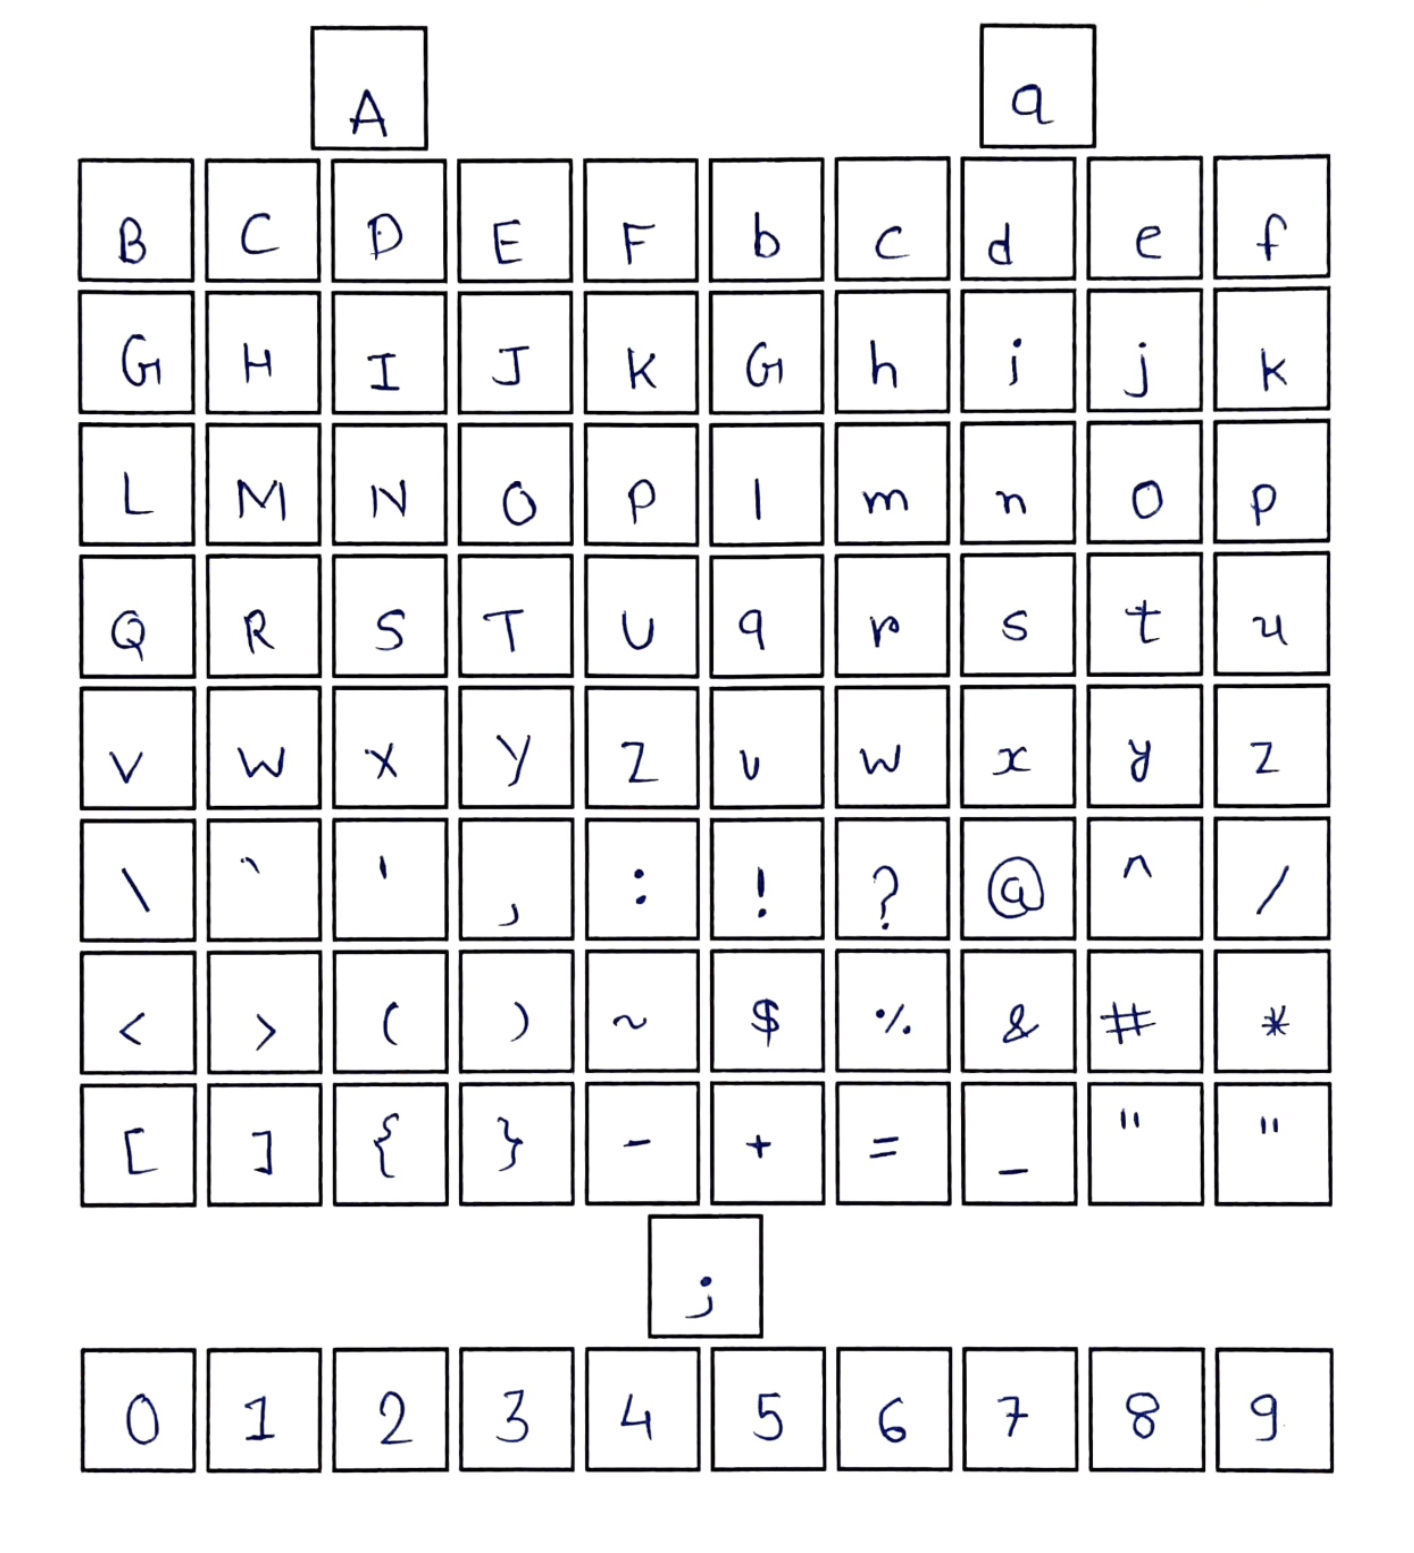 A a
B C D E F b c d e f
G H I J K G h i j k
L M N O P l m n o p
Q R S T U q r s t u
V W X Y Z v w x y z
\ ` ' , : ! ? @ ^ /
< > ( ) ~ $ % & # *
[ ] { } - + = _ " "
;
0 1 2 3 4 5 6 7 8 9